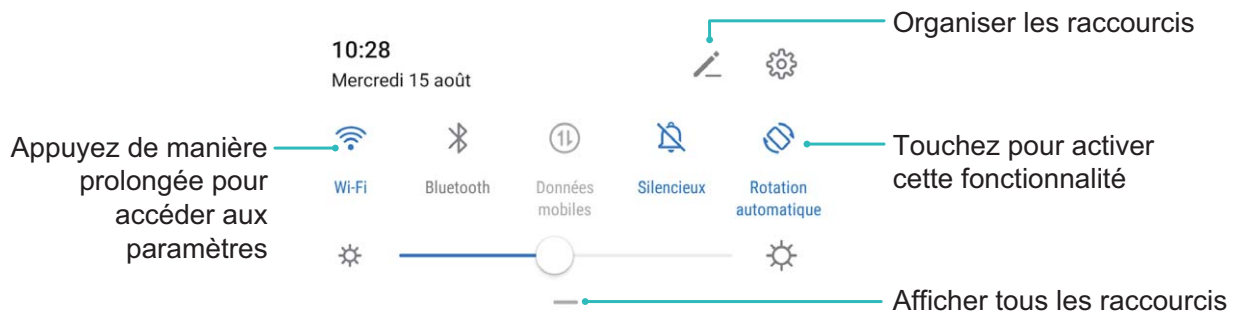 Organiser les raccourcis
10:28
Mercredi 15 août
Appuyez de manière
prolongée pour
accéder aux
paramètres
Wi-Fi
Bluetooth
Données
mobiles
Silencieux
Rotation
automatique
Touchez pour activer
cette fonctionnalité
Afficher tous les raccourcis